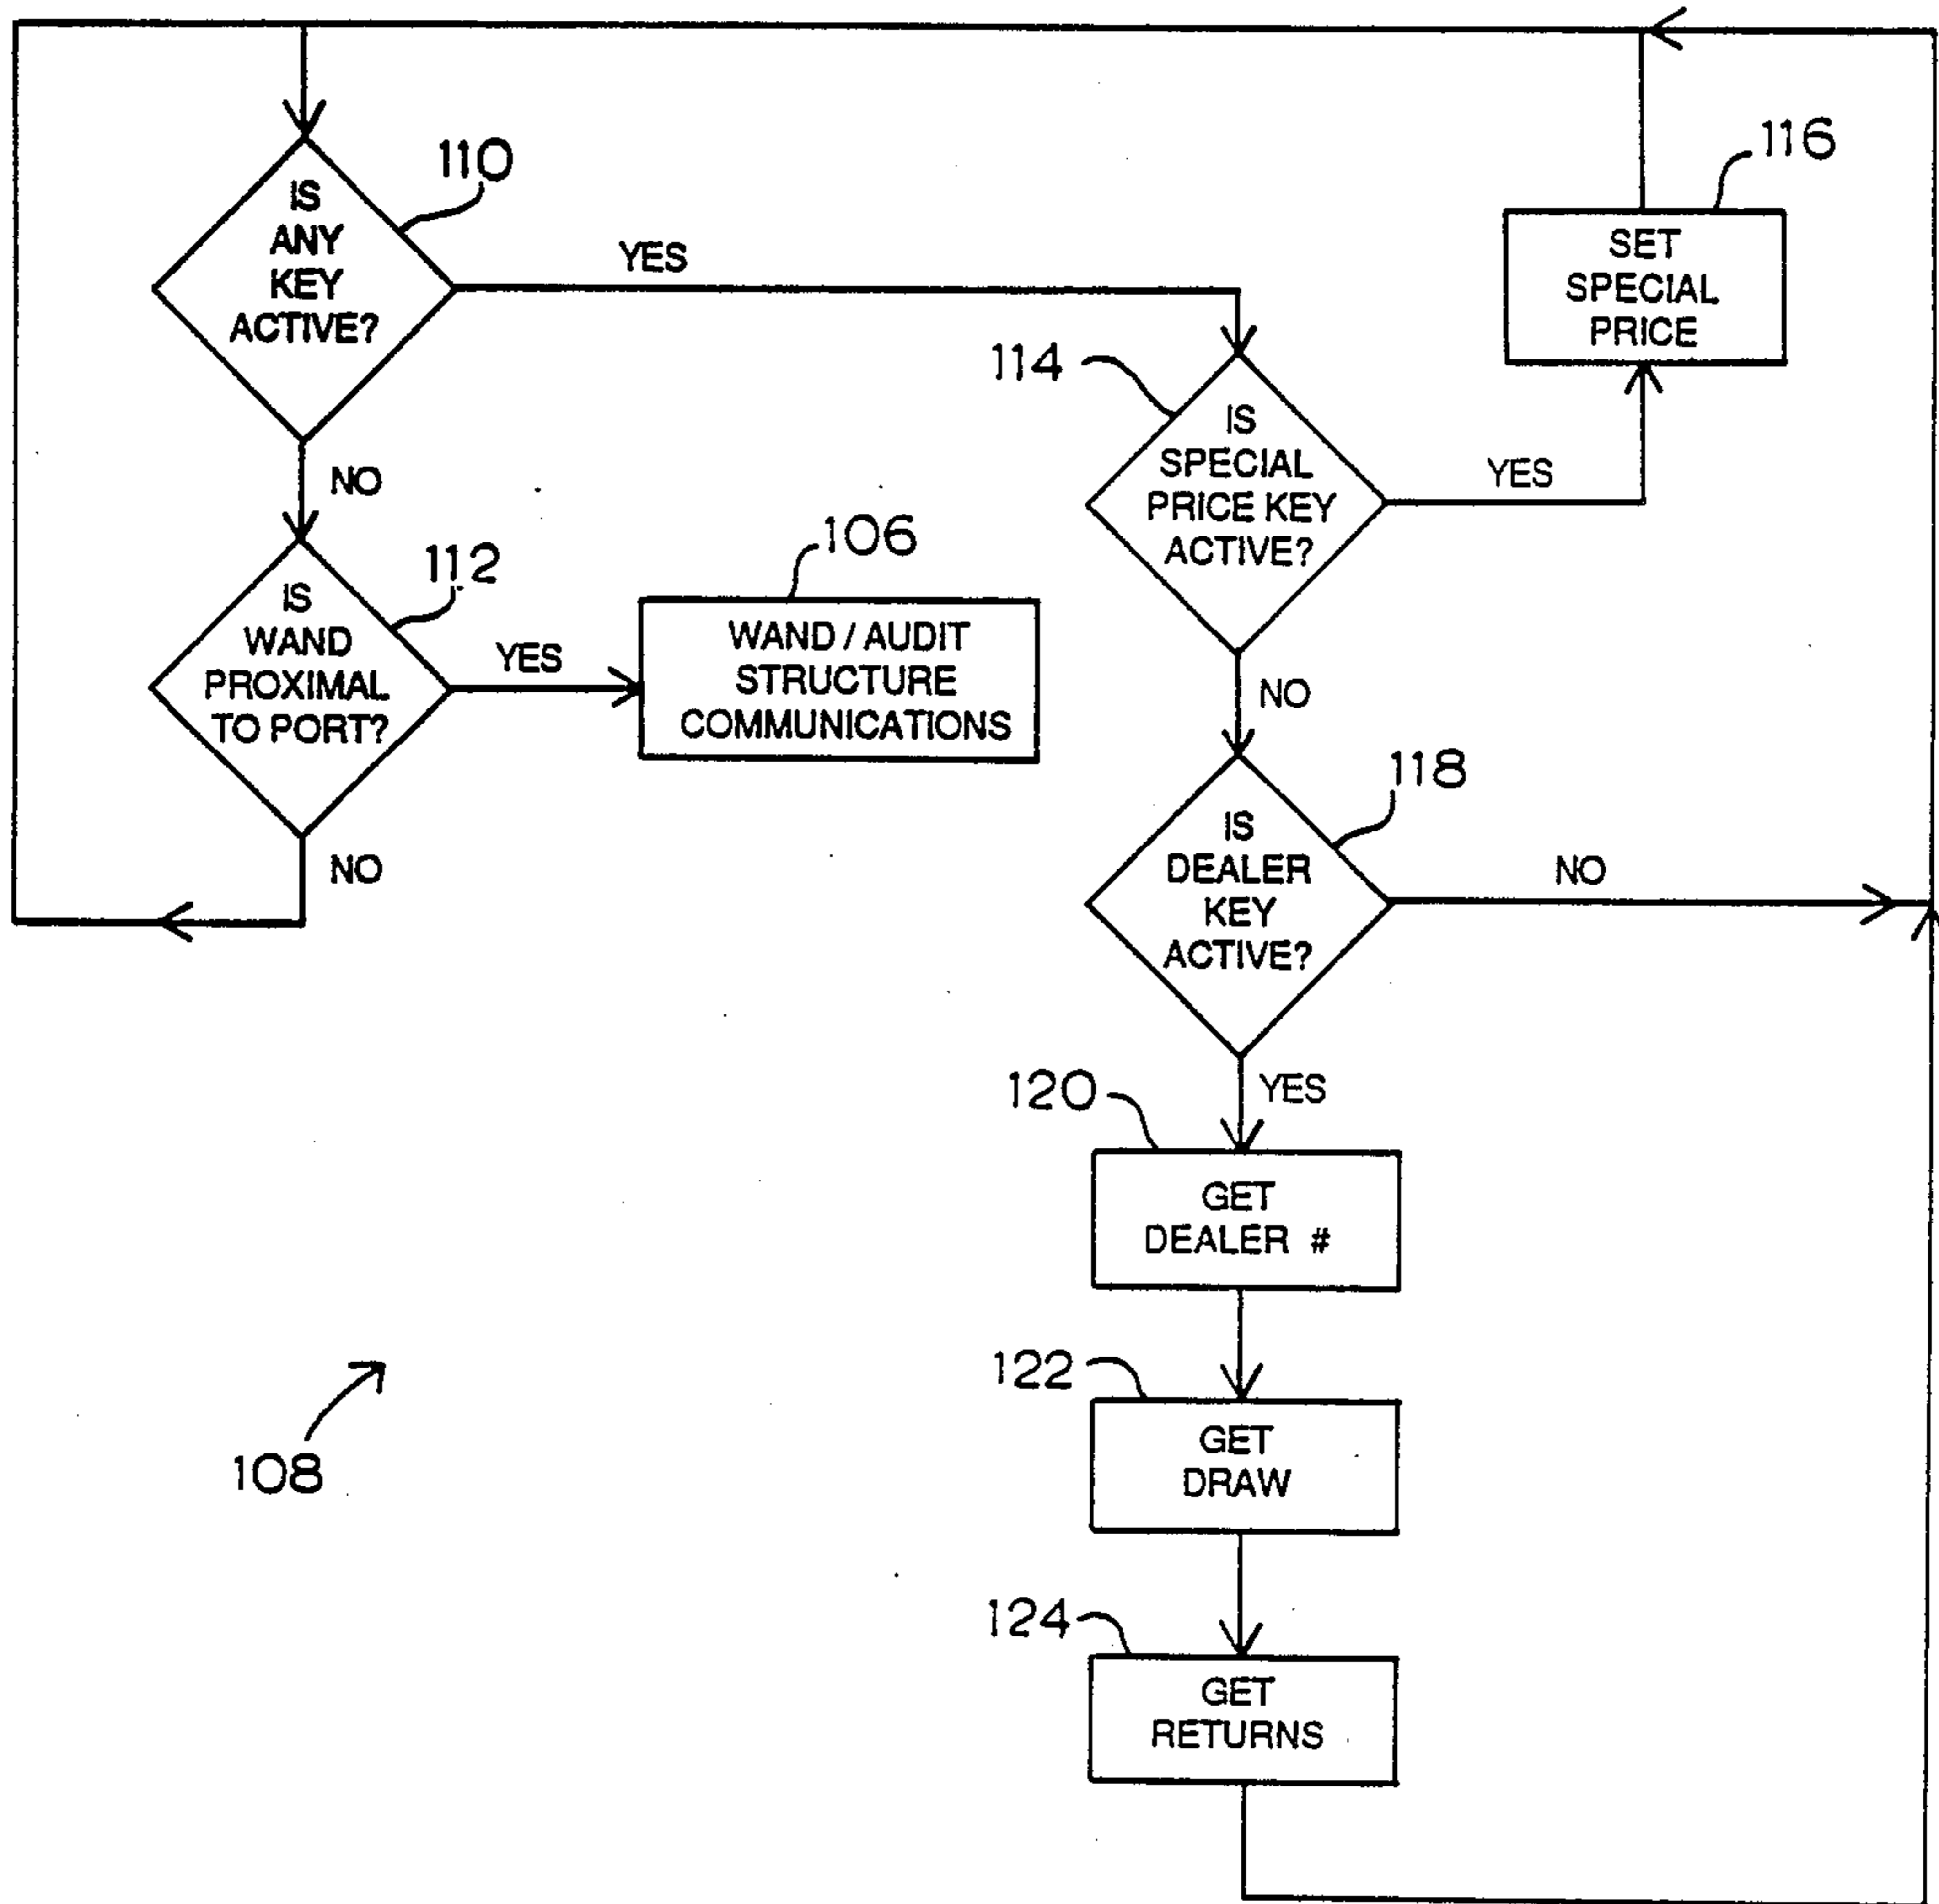 110
IS
ANY
KEY
ACTIVE?
YES
NO
116
SET
SPECIAL
PRICE
114
IS
SPECIAL
PRICE KEY
ACTIVE?
YES
NO
112
IS
WAND
PROXIMAL
TO PORT?
YES
NO
106
WAND / AUDIT
STRUCTURE
COMMUNICATIONS
118
IS
DEALER
KEY
ACTIVE?
NO
YES
120
GET
DEALER #
122
GET
DRAW
124
GET
RETURNS
108